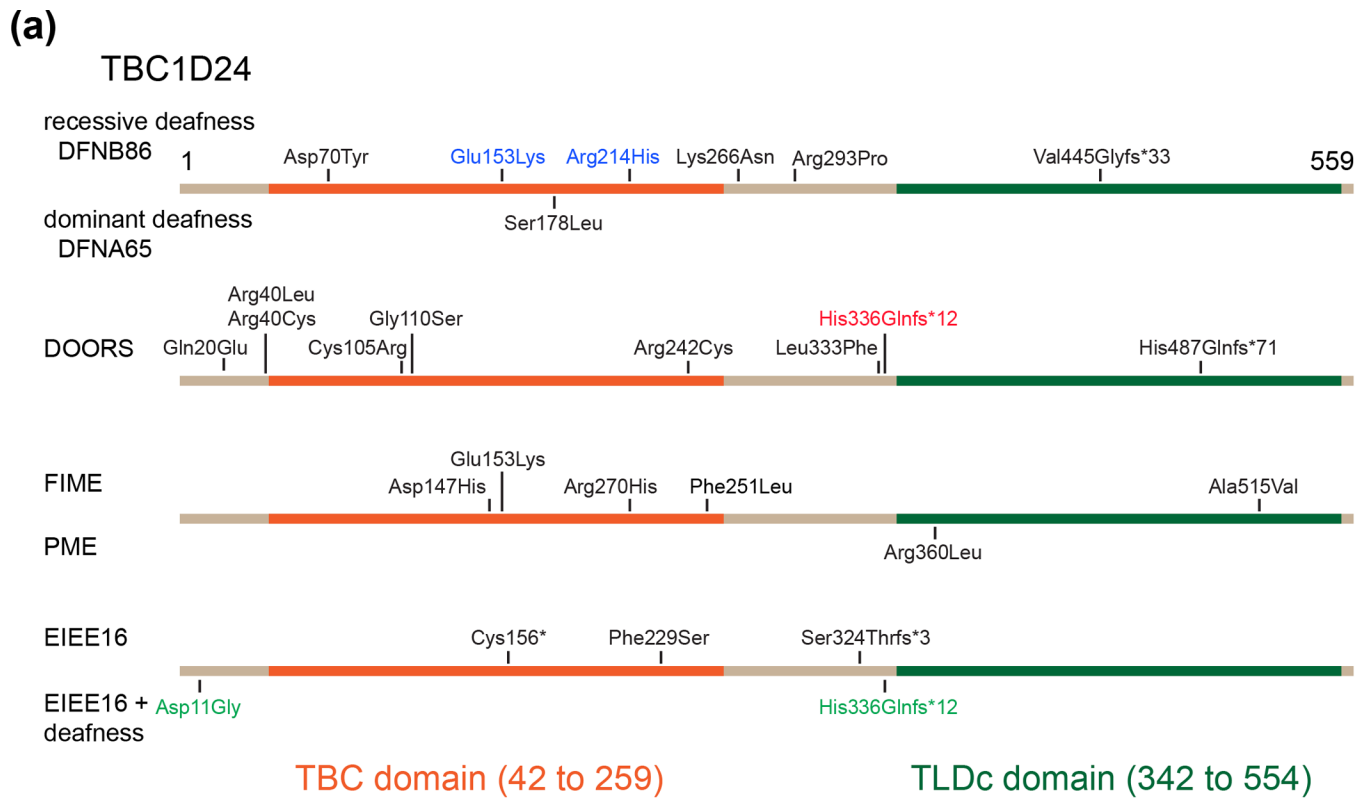 (a)
TBC1D24
recessive deafness
DFNB86
1
Asp70Tyr
Glu153Lys
Arg214His
Lys266Asn
Arg293Pro
Val445Glyfs*33
559
dominant deafness
DFNA65
Ser178Leu
DOORS
Arg40Leu
Arg40Cys
Gly110Ser
His336Glnfs*12
Gln20Glu
Cys105Arg
Arg242Cys
Leu333Phe
His487Glnfs*71
FIME
Glu153Lys
Asp147His
Arg270His
Phe251Leu
Ala515Val
PME
Arg360Leu
EIEE16
Cys156*
Phe229Ser
Ser324Thrfs*3
EIEE16 +
deafness
Asp11Gly
His336Glnfs*12
TBC domain (42 to 259)
TLDc domain (342 to 554)